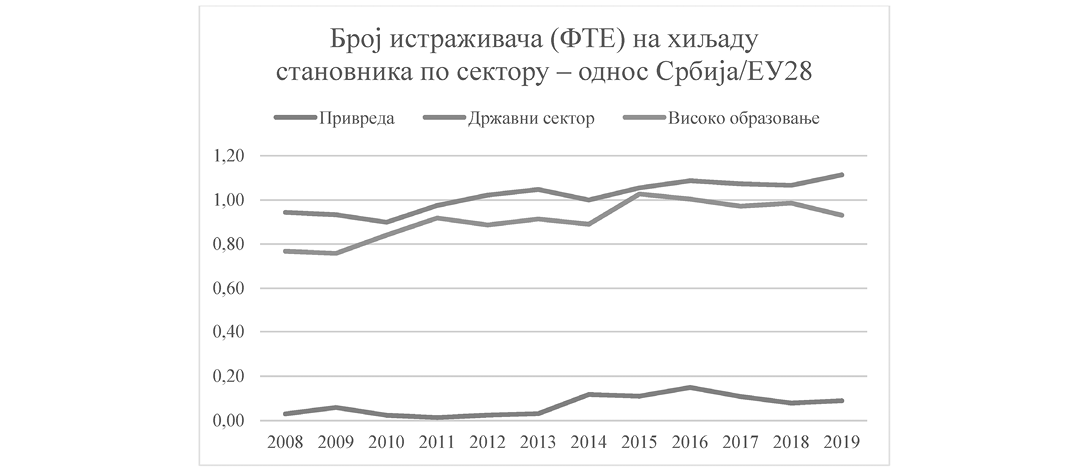 Број истраживача (ФТЕ) на хиљаду
становника по сектору – однос Србија/ЕУ28
Привреда Државни сектор Високо образовање
1,20
1,00
0,80
0,60
0,40
0,20
0,00
2008 2009 2010 2011 2012 2013 2014 2015 2016 2017 2018 2019